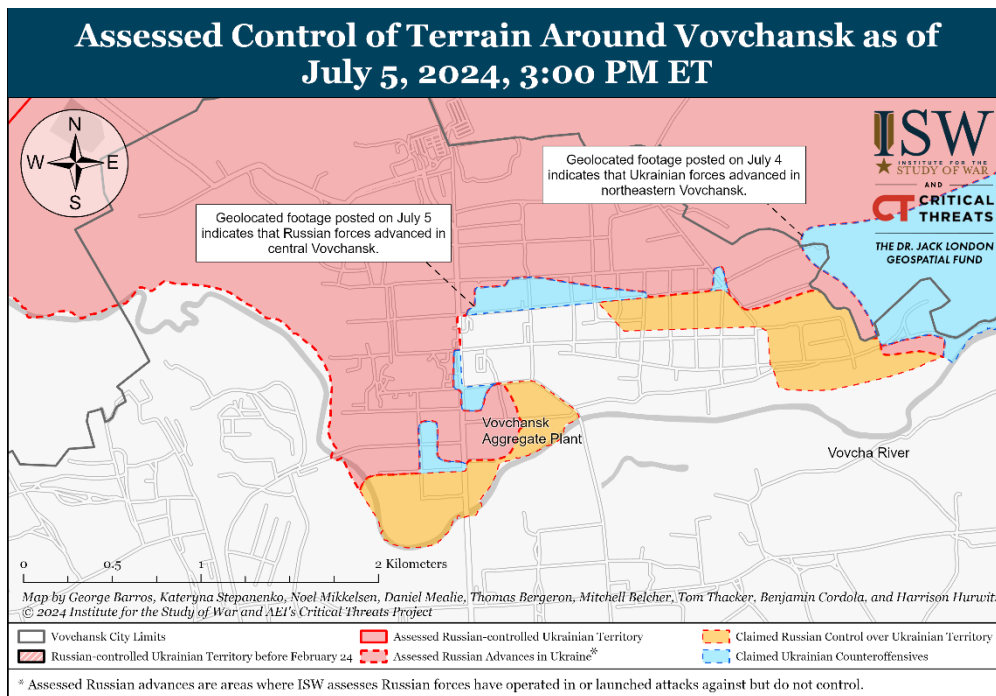 Assessed Control of Terrain Around Vovchansk as of
July 5, 2024, 3:00 PM ET
N
W E
S
ISW
INSTITUTE FOR THE
STUDY OF WAR
AND
CT CRITICAL
THREATS
THE DR. JACK LONDON
GEOSPATIAL FUND
Geolocated footage posted on July 4
indicates that Ukrainian forces advanced in
northeastern Vovchansk.
Geolocated footage posted on July 5
indicates that Russian forces advanced in
central Vovchansk.
Vovchansk
Aggregate Plant
Vovcha River
0 0.5 1 2 Kilometers
Map by George Barros, Kateryna Stepanenko, Noel Mikkelsen, Daniel Mealie, Thomas Bergeron, Mitchell Belcher, Tom Thacker, Benjamin Cordola, and Harrison Hurwit
© 2024 Institute for the Study of War and AEI's Critical Threats Project
Vovchansk City Limits
Assessed Russian-controlled Ukrainian Territory
Claimed Russian Control over Ukrainian Territory
Russian-controlled Ukrainian Territory before February 24
Assessed Russian Advances in Ukraine*
Claimed Ukrainian Counteroffensives
* Assessed Russian advances are areas where ISW assesses Russian forces have operated in or launched attacks against but do not control.